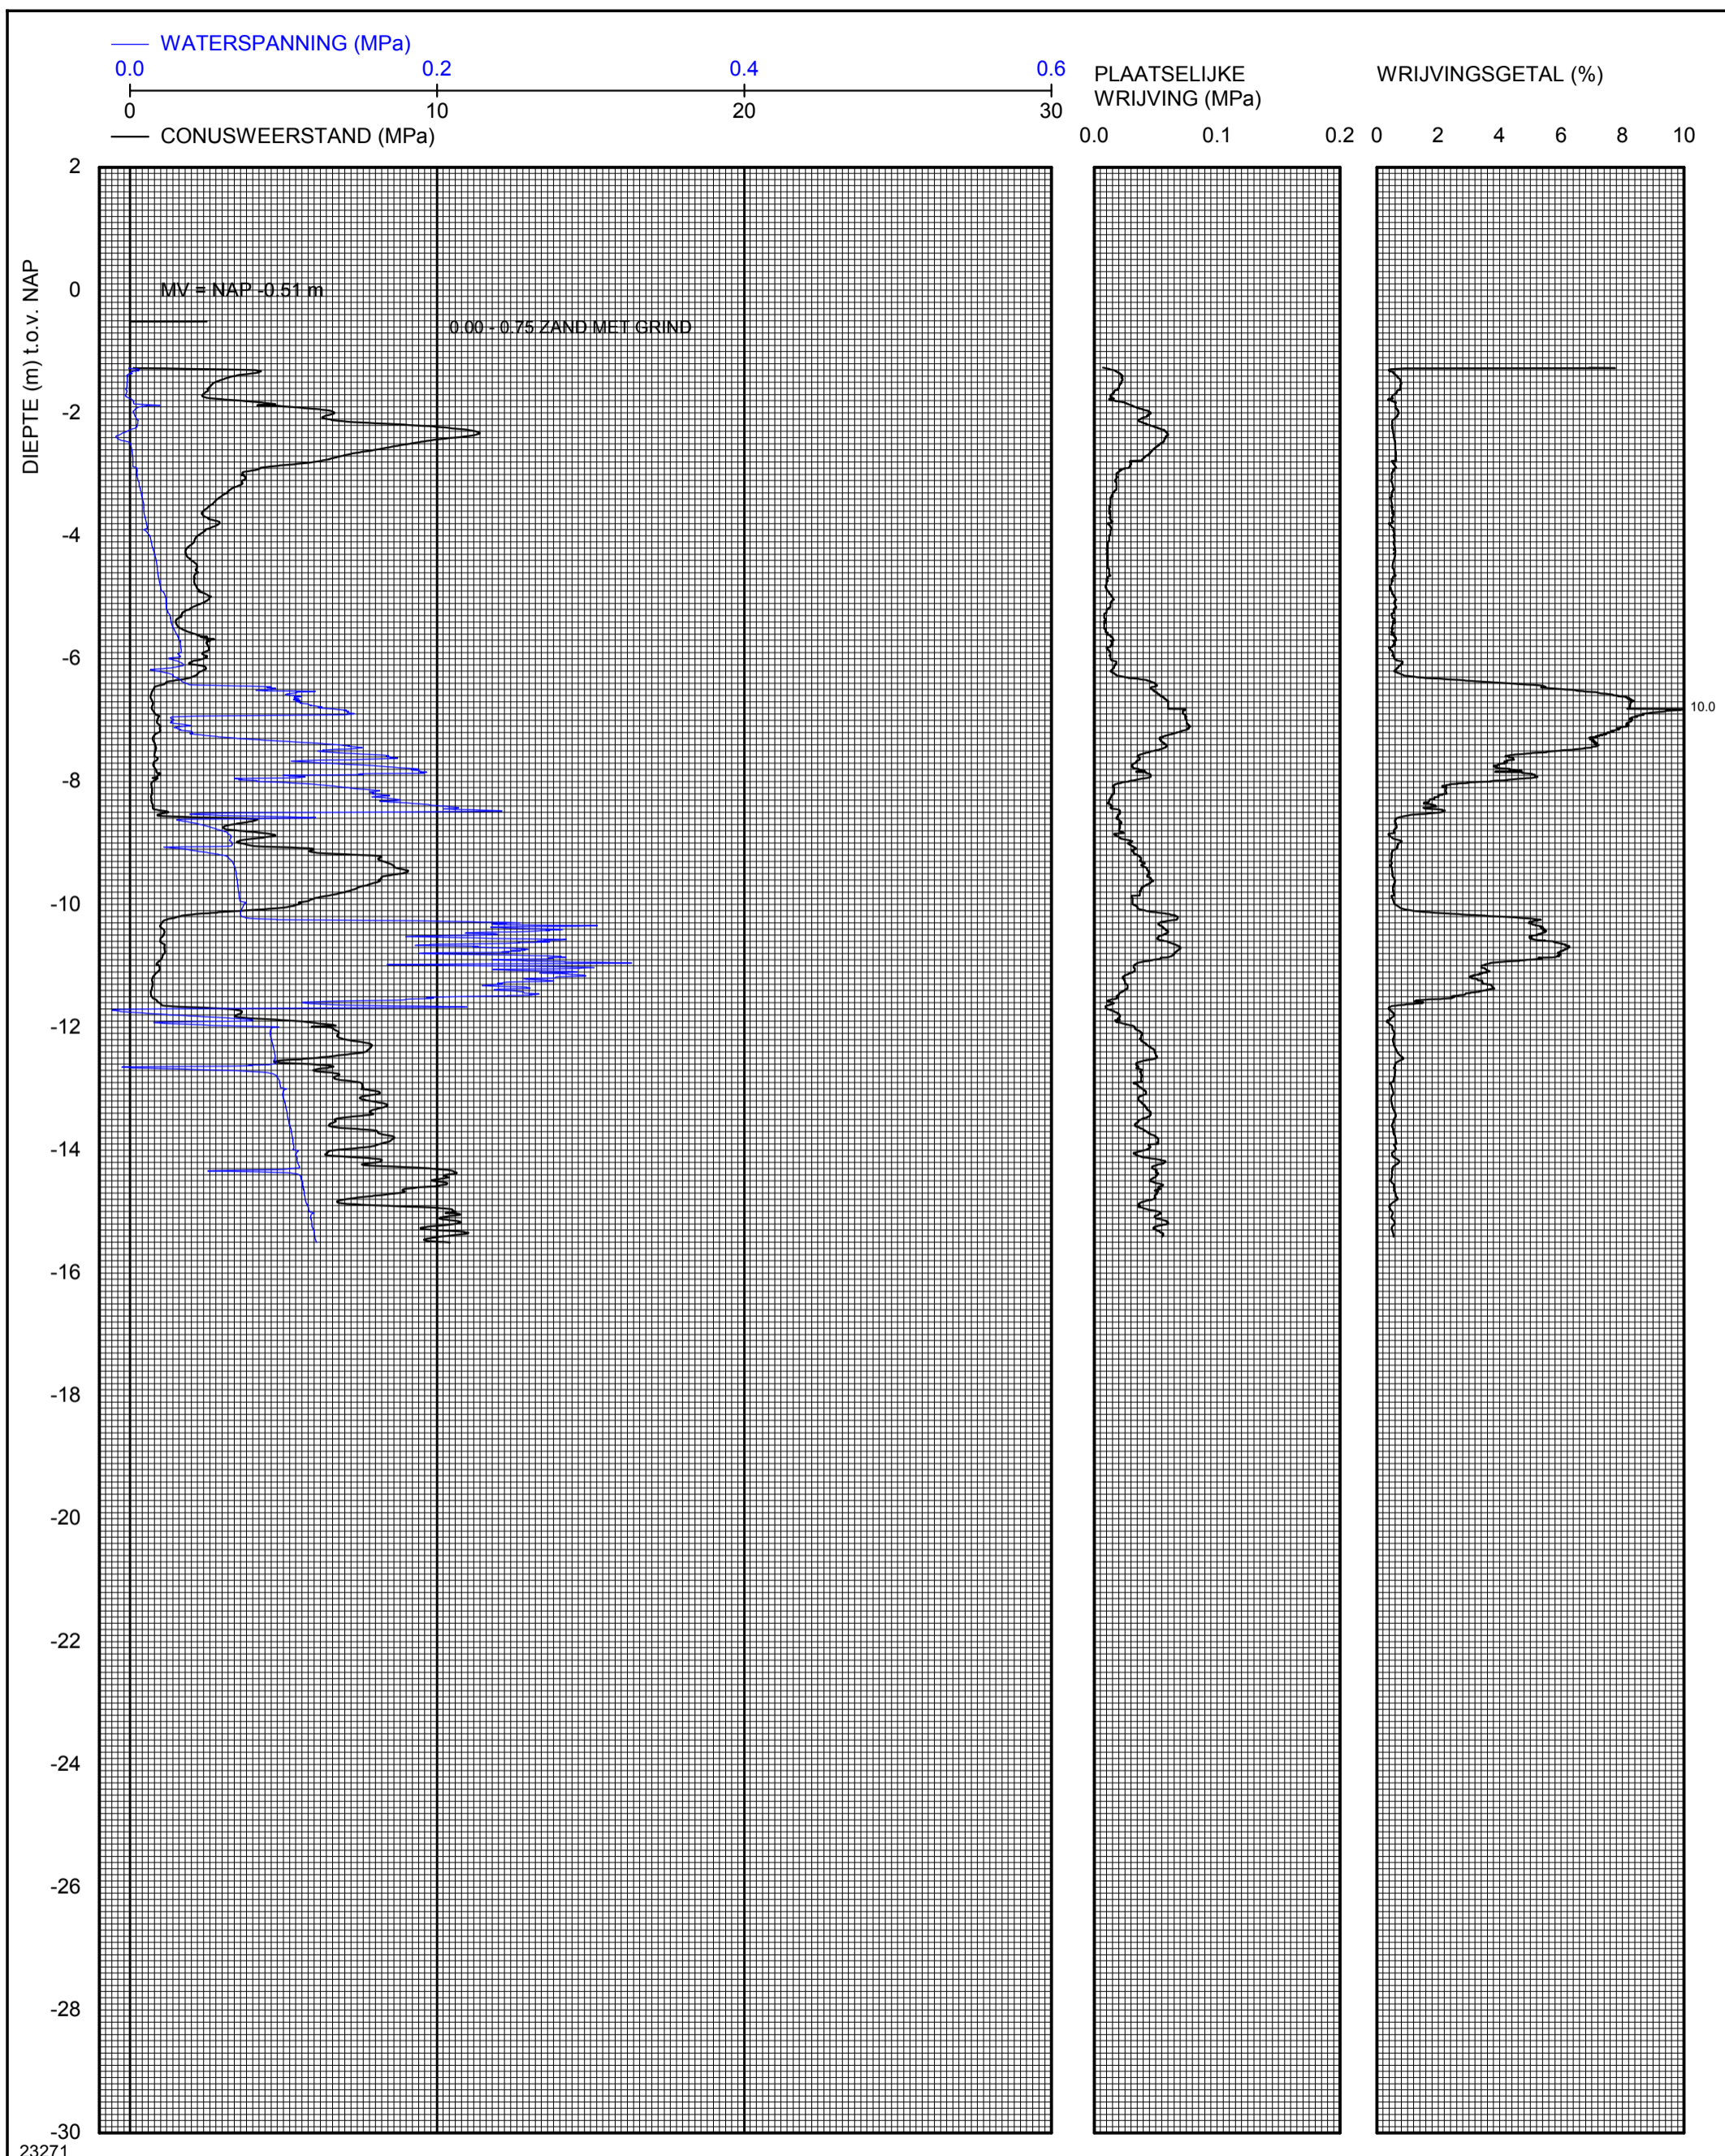 WATERSPANNING (MPa)
0.0 0.2 0.4 0.6
0 10 20 30
CONUSWEERSTAND (MPa)
PLAATSELIJKE
WRIJVING (MPa)
0.0 0.1 0.2
WRIJVINGSGETAL (%)
0 2 4 6 8 10
DIEPTE (m) t.o.v. NAP
2
0
-2
-4
-6
-8
-10
-12
-14
-16
-18
-20
-22
-24
-26
-28
-30
MV = NAP -0.51 m
0.00 - 0.75 ZAND MET GRIND
10.0
23271